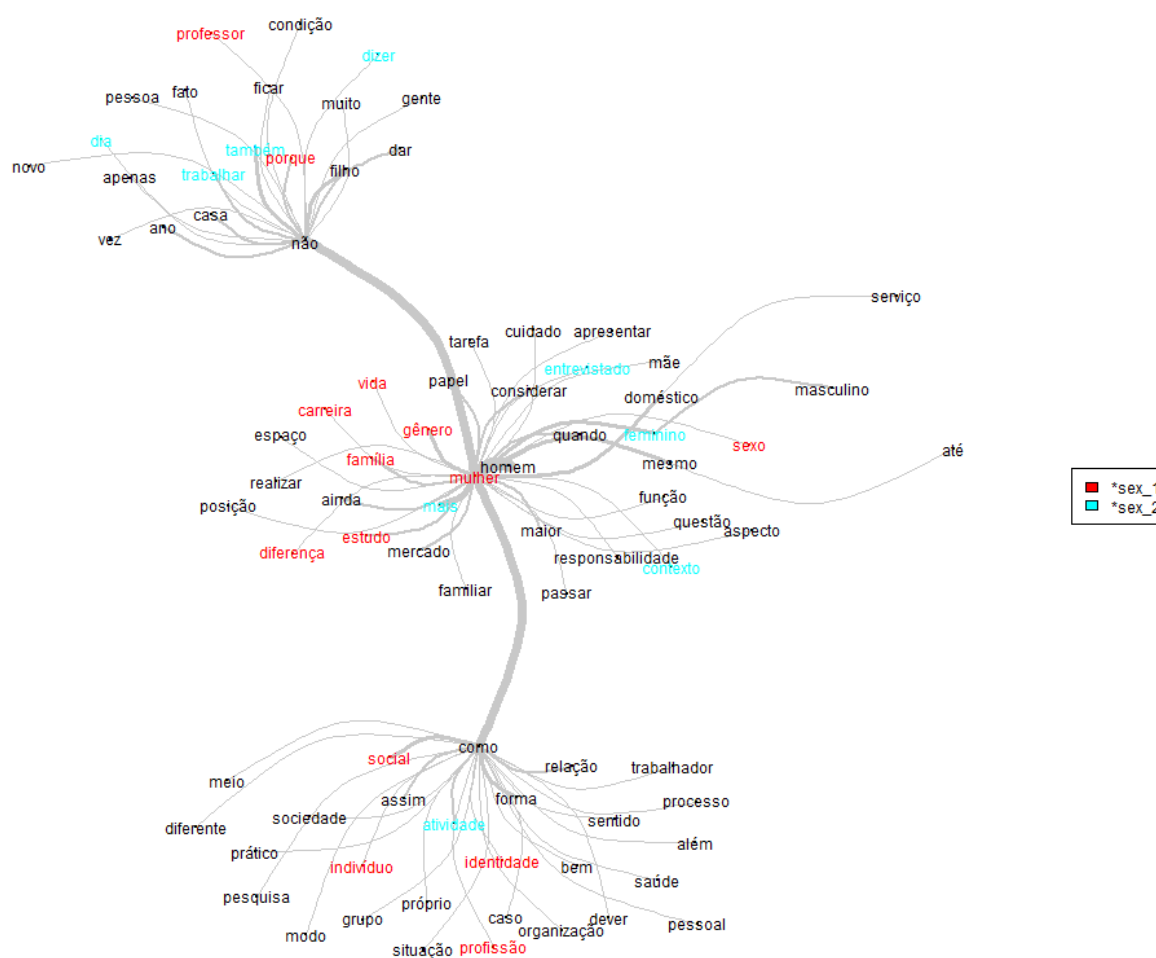 condição
professor
dizer
fato
ficar
pessoa
muito
gente
dia
também
porque
dar
novo
apenas
trabalhar
filho
casa
vez
ano
não
serviço
tarefa
cuidado
apresentar
entrevistado
mãe
vida
papel
considerar
doméstico
masculino
carreira
gênero
espaço
quando
feminino
sexo
família
homem
mesmo
até
mulher
realizar
ainda
mais
função
posição
estudo
maior
questão
aspecto
diferença
mercado
responsabilidade
contexto
familiar
passar
*sex_1
*sex_2
como
social
relação
trabalhador
meio
assim
forma
processo
sociedade
sentido
diferente
atividade
além
prático
indivíduo
identidade
bem
saúde
pesquisa
próprio
modo
grupo
caso
organização
dever
pessoal
situação
profissão